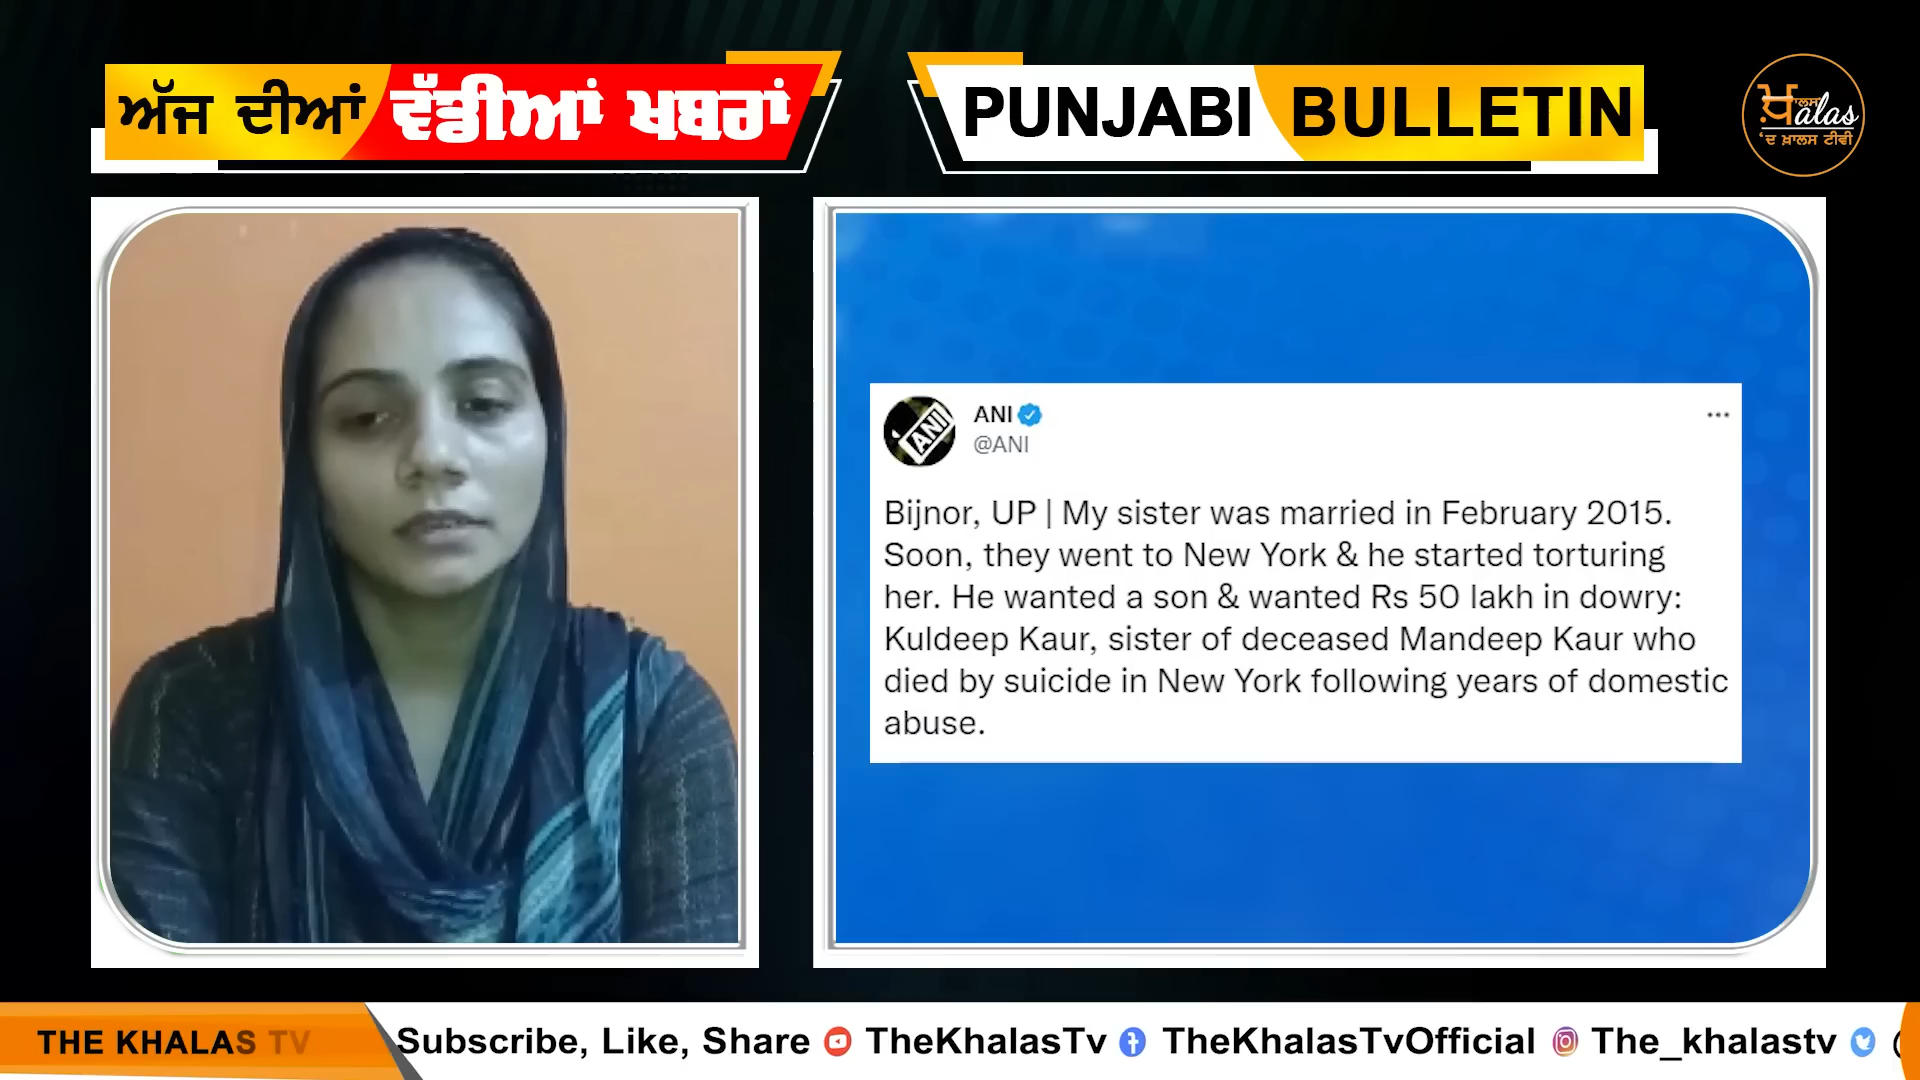 ਅੱਜ ਦੀਆਂ ਵੱਡੀਆਂ ਖਬਰਾਂ
PUNJABI BULLETIN
ਖ਼ਾਲਸ
alas
'ਦ ਖ਼ਾਲਸ ਟੀਵੀ
ANI
ANI
@ANI
Bijnor, UP | My sister was married in February 2015.
Soon, they went to New York & he started torturing
her. He wanted a son & wanted Rs 50 lakh in dowry:
Kuldeep Kaur, sister of deceased Mandeep Kaur who
died by suicide in New York following years of domestic
abuse.
THE KHALAS TV
Subscribe, Like, Share TheKhalasTv TheKhalasTvOfficial The_khalastv